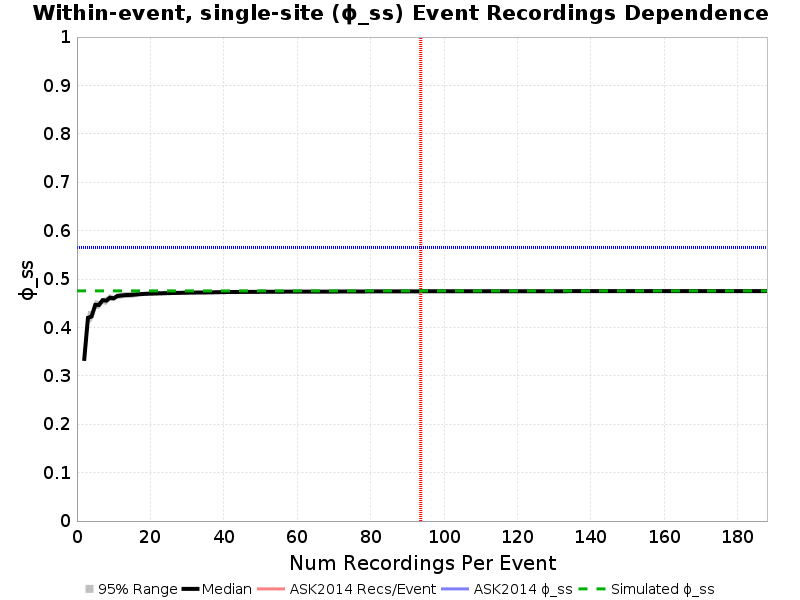 Within-event, single-site (ϕ_ss) Event Recordings Dependence
1
0.9
0.8
0.7
0.6
0.5
0.4
0.3
0.2
0.1
0
ϕ_ss
0 20 40 60 80 100 120 140 160 180
Num Recordings Per Event
95% Range Median ASK2014 Recs/Event ASK2014 ϕ_ss Simulated ϕ_ss